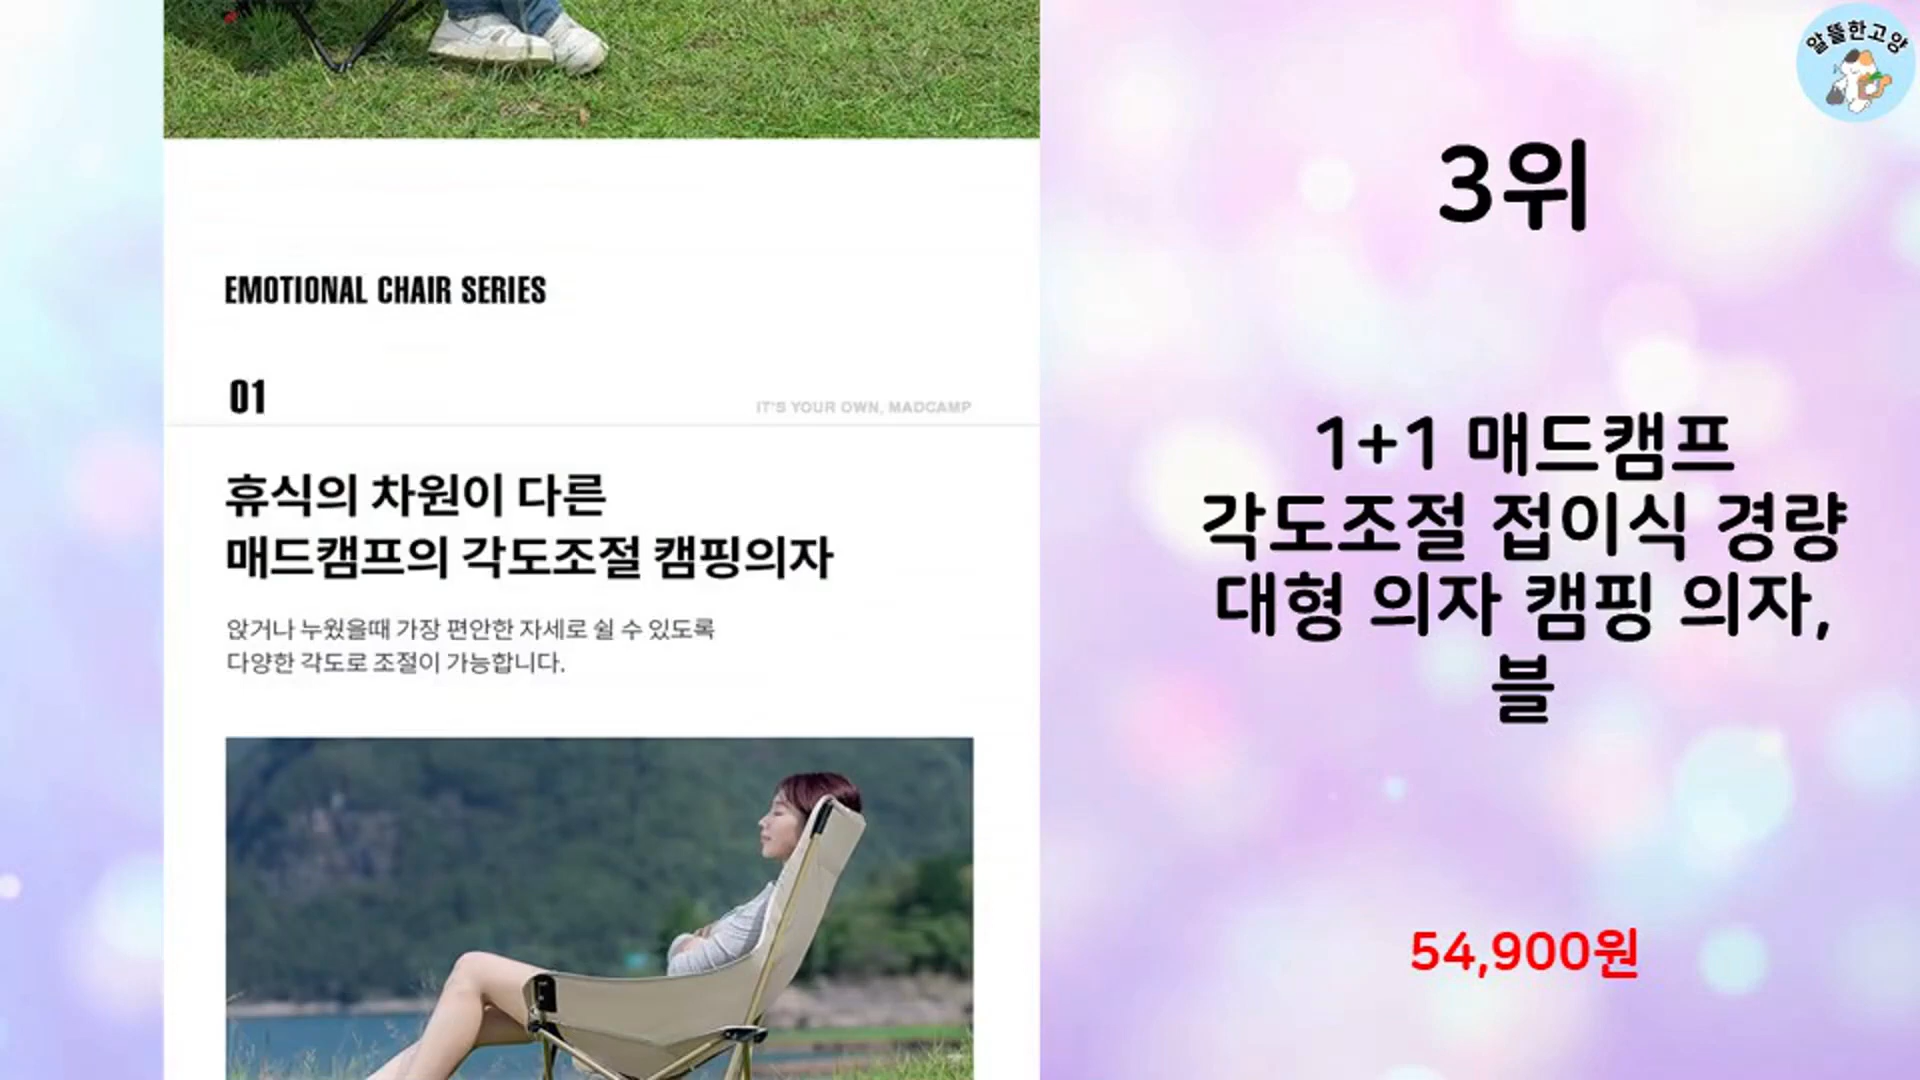 EMOTIONAL CHAIR SERIES
01
IT'S YOUR OWN, MADCAMP
휴식의 차원이 다른
매드캠프의 각도조절 캠핑의자
앉거나 누웠을때 가장 편안한 자세로 쉴 수 있도록
다양한 각도로 조절이 가능합니다.
알뜰한고양
3위
1+1 매드캠프
각도조절 접이식 경량
대형 의자 캠핑 의자,
블
54,900원